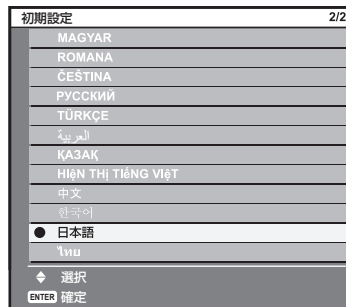 初期設定 2/2
MAGYAR
ROMANA
ČEŠTINA
РУССКИЙ
TÜRKÇE
العربية
ҚАЗАҚ
HIệN THị TIếNG VIệT
中文
한국어
日本語
ไทย
選択
ENTER 確定